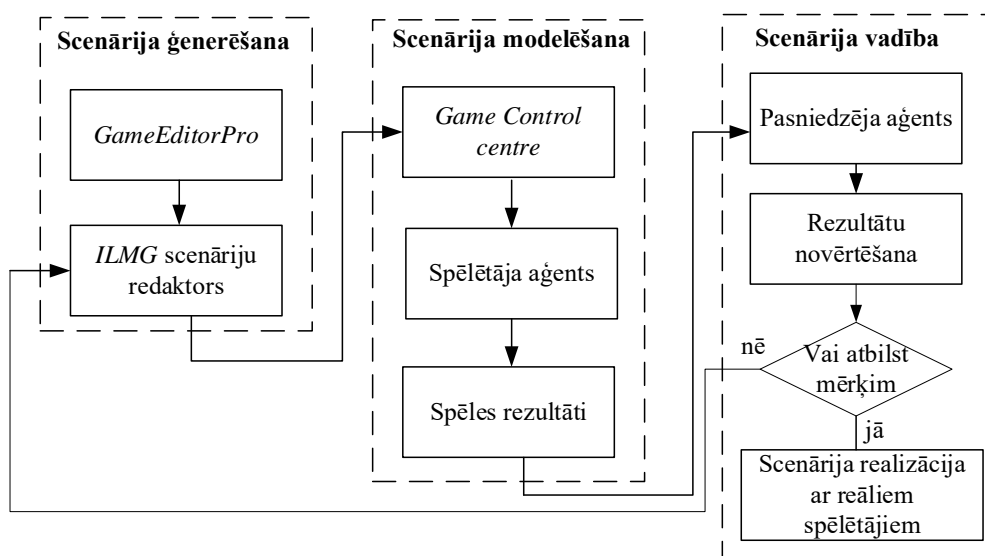 Scenārija ģenerēšana
GameEditorPro
ILMG scenāriju
redaktors
Scenārija modelēšana
Game Control
centre
Spēlētāja aģents
Spēles rezultāti
Scenārija vadība
Pasniedzēja aģents
Rezultātu
novērtēšana
Vai atbilst
mērķim
nē
jā
Scenārija realizācija
ar reāliem
spēlētājiem